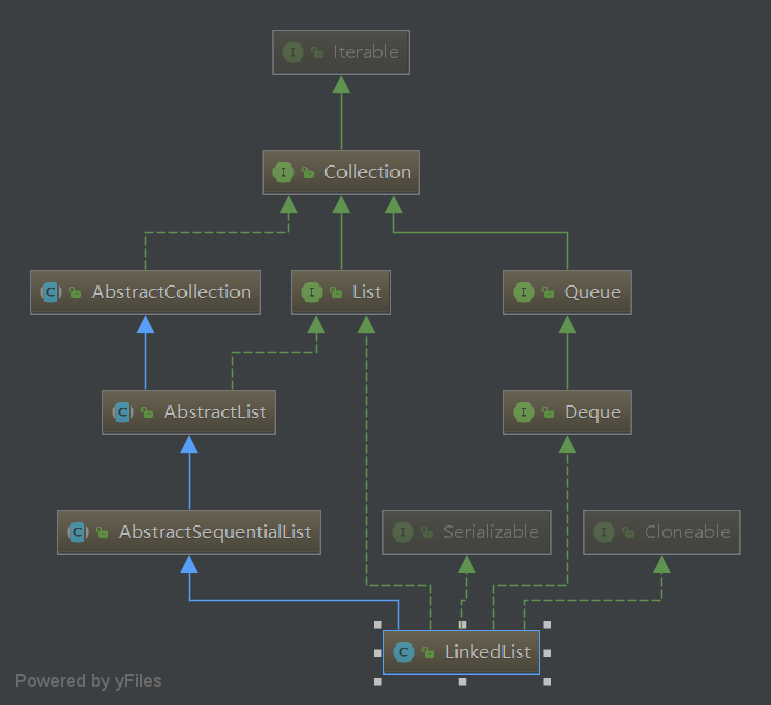 I Iterable
I Collection
C AbstractCollection
I List
I Queue
C AbstractList
I Deque
C AbstractSequentialList
I Serializable
I Cloneable
C LinkedList
Powered by yFiles